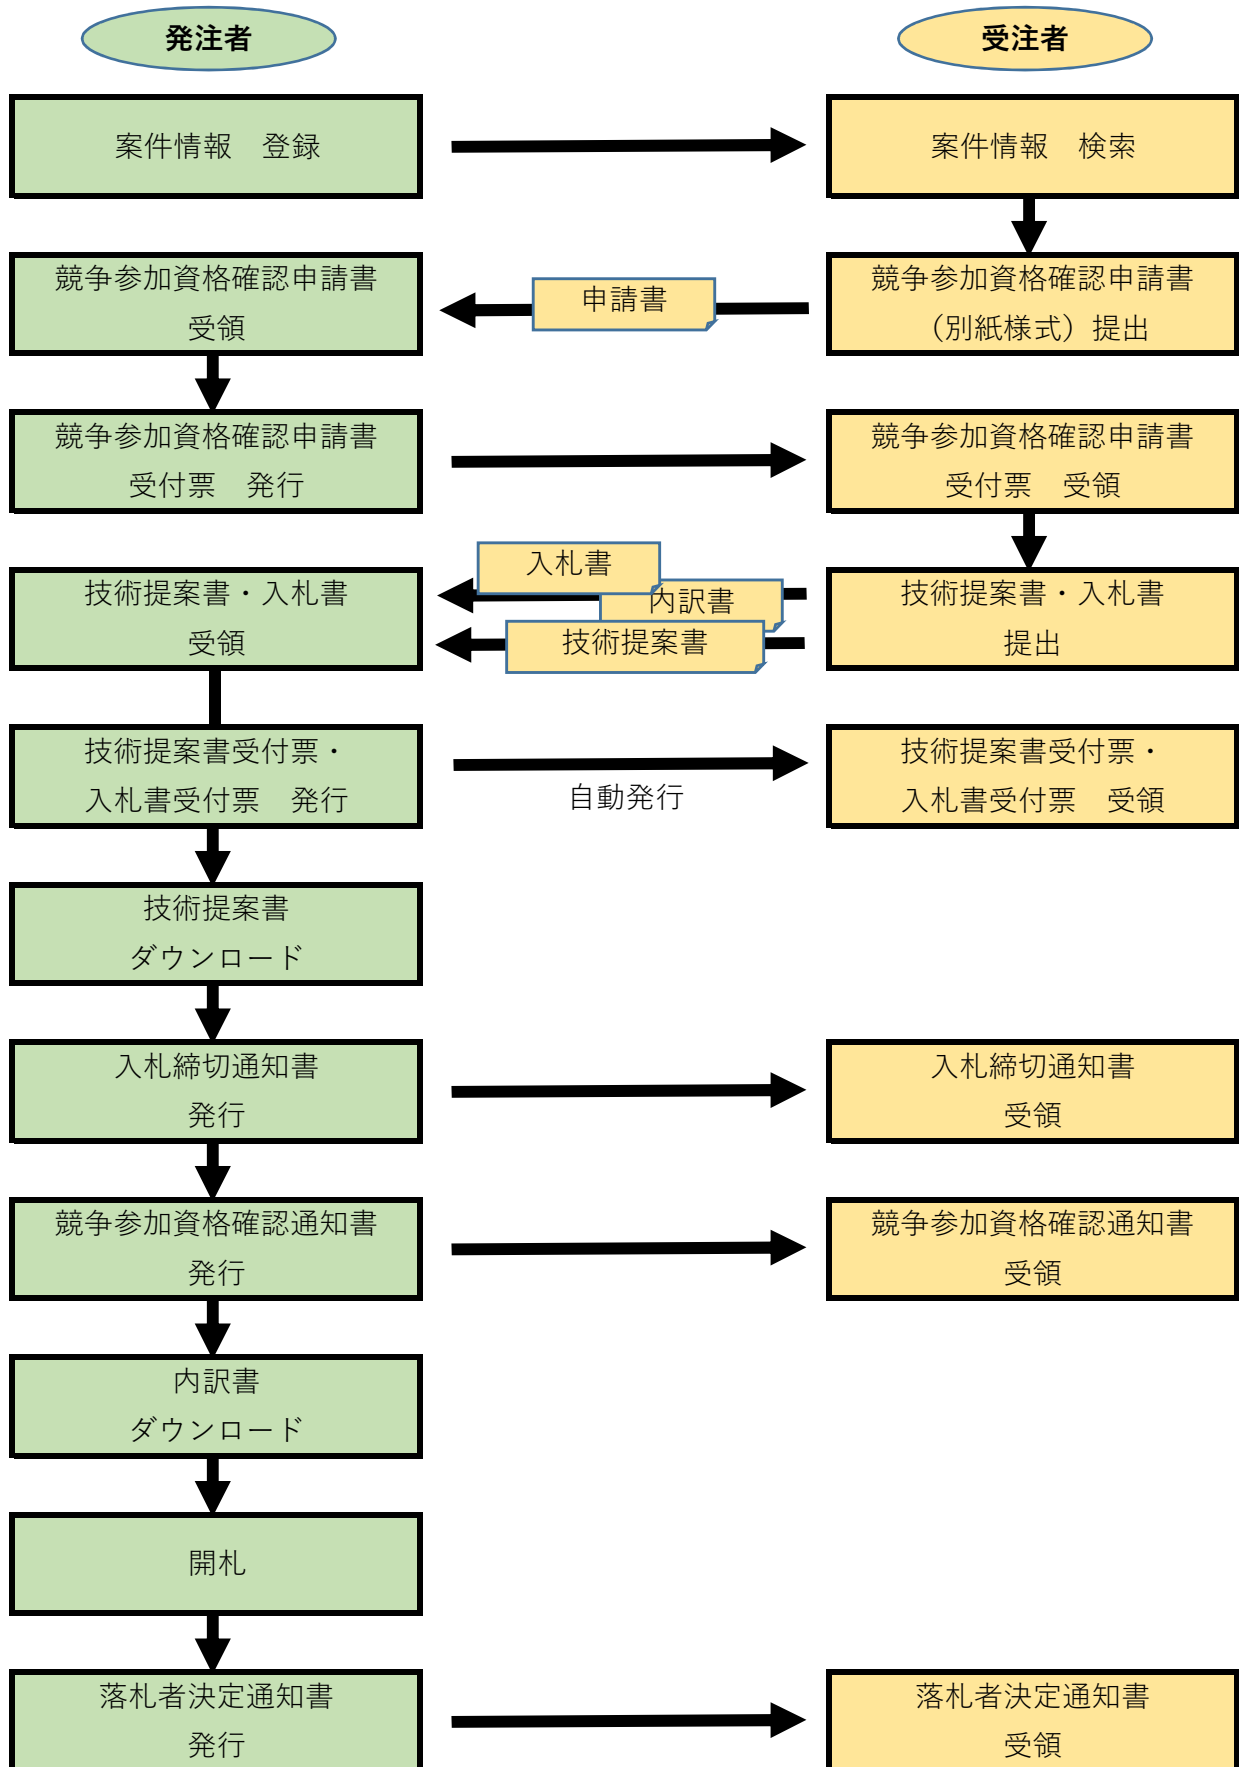 発注者
受注者
案件情報　登録
案件情報　検索
競争参加資格確認申請書
受領
申請書
競争参加資格確認申請書
（別紙様式）提出
競争参加資格確認申請書
受付票　発行
競争参加資格確認申請書
受付票　受領
技術提案書・入札書
受領
入札書
内訳書
技術提案書
技術提案書・入札書
提出
技術提案書受付票・
入札書受付票　発行
自動発行
技術提案書受付票・
入札書受付票　受領
技術提案書
ダウンロード
入札締切通知書
発行
入札締切通知書
受領
競争参加資格確認通知書
発行
競争参加資格確認通知書
受領
内訳書
ダウンロード
開札
落札者決定通知書
発行
落札者決定通知書
受領